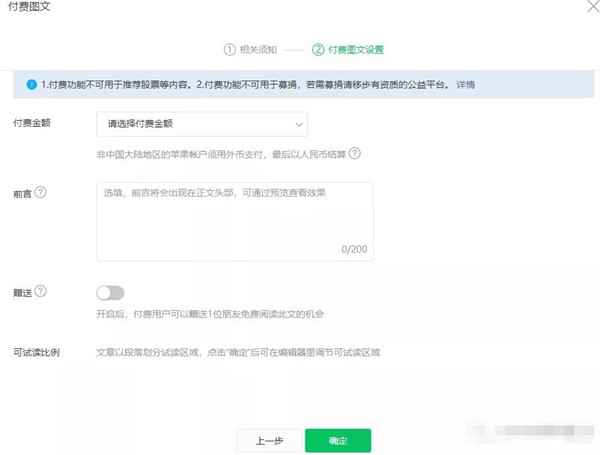 付费图文
① 相关须知 ② 付费图文设置
1.付费功能不可用于推荐股票等内容。2.付费功能不可用于募捐，若需募捐请移步有资质的公益平台。 详情
付费金额 请选择付费金额
非中国大陆地区的苹果帐户须用外币支付，最后以人民币结算 ?
前言 ? 选填，前言将会出现在正文头部，可通过预览查看效果
0/200
赠送 ?
开启后，付费用户可以赠送1位朋友免费阅读此文的机会
可试读比例 文章以段落划分试读区域，点击“确定”后可在编辑器里调节可试读区域
上一步 确定